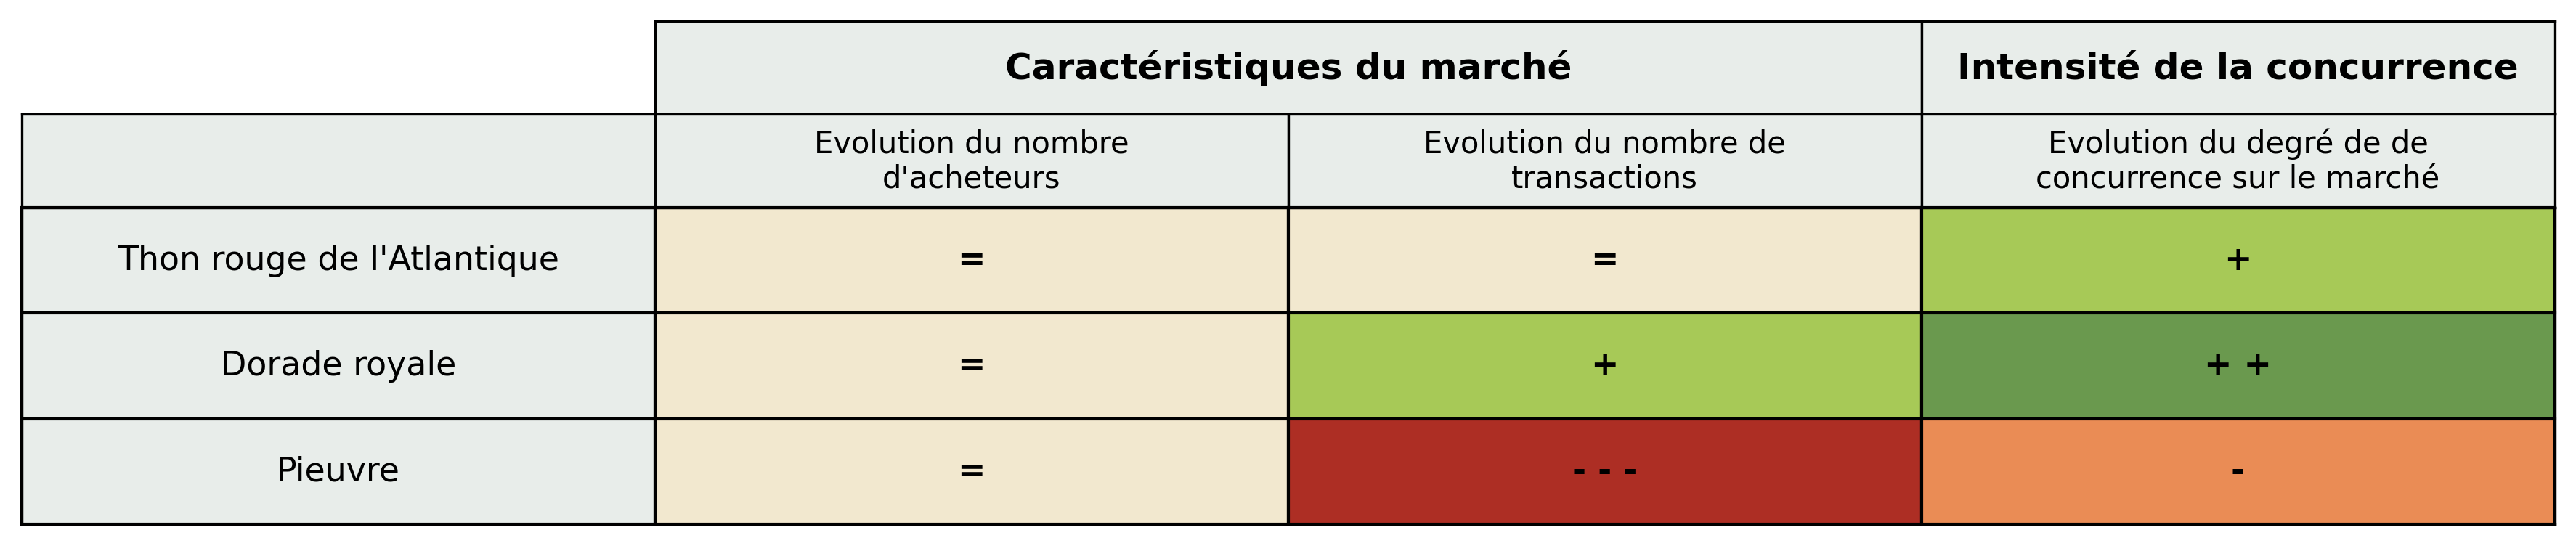 Caractéristiques du marché
Intensité de la concurrence
Evolution du nombre
d'acheteurs
Evolution du nombre de
transactions
Evolution du degré de de
concurrence sur le marché
Thon rouge de l'Atlantique
=
=
+
Dorade royale
=
+
+ +
Pieuvre
=
- - -
-